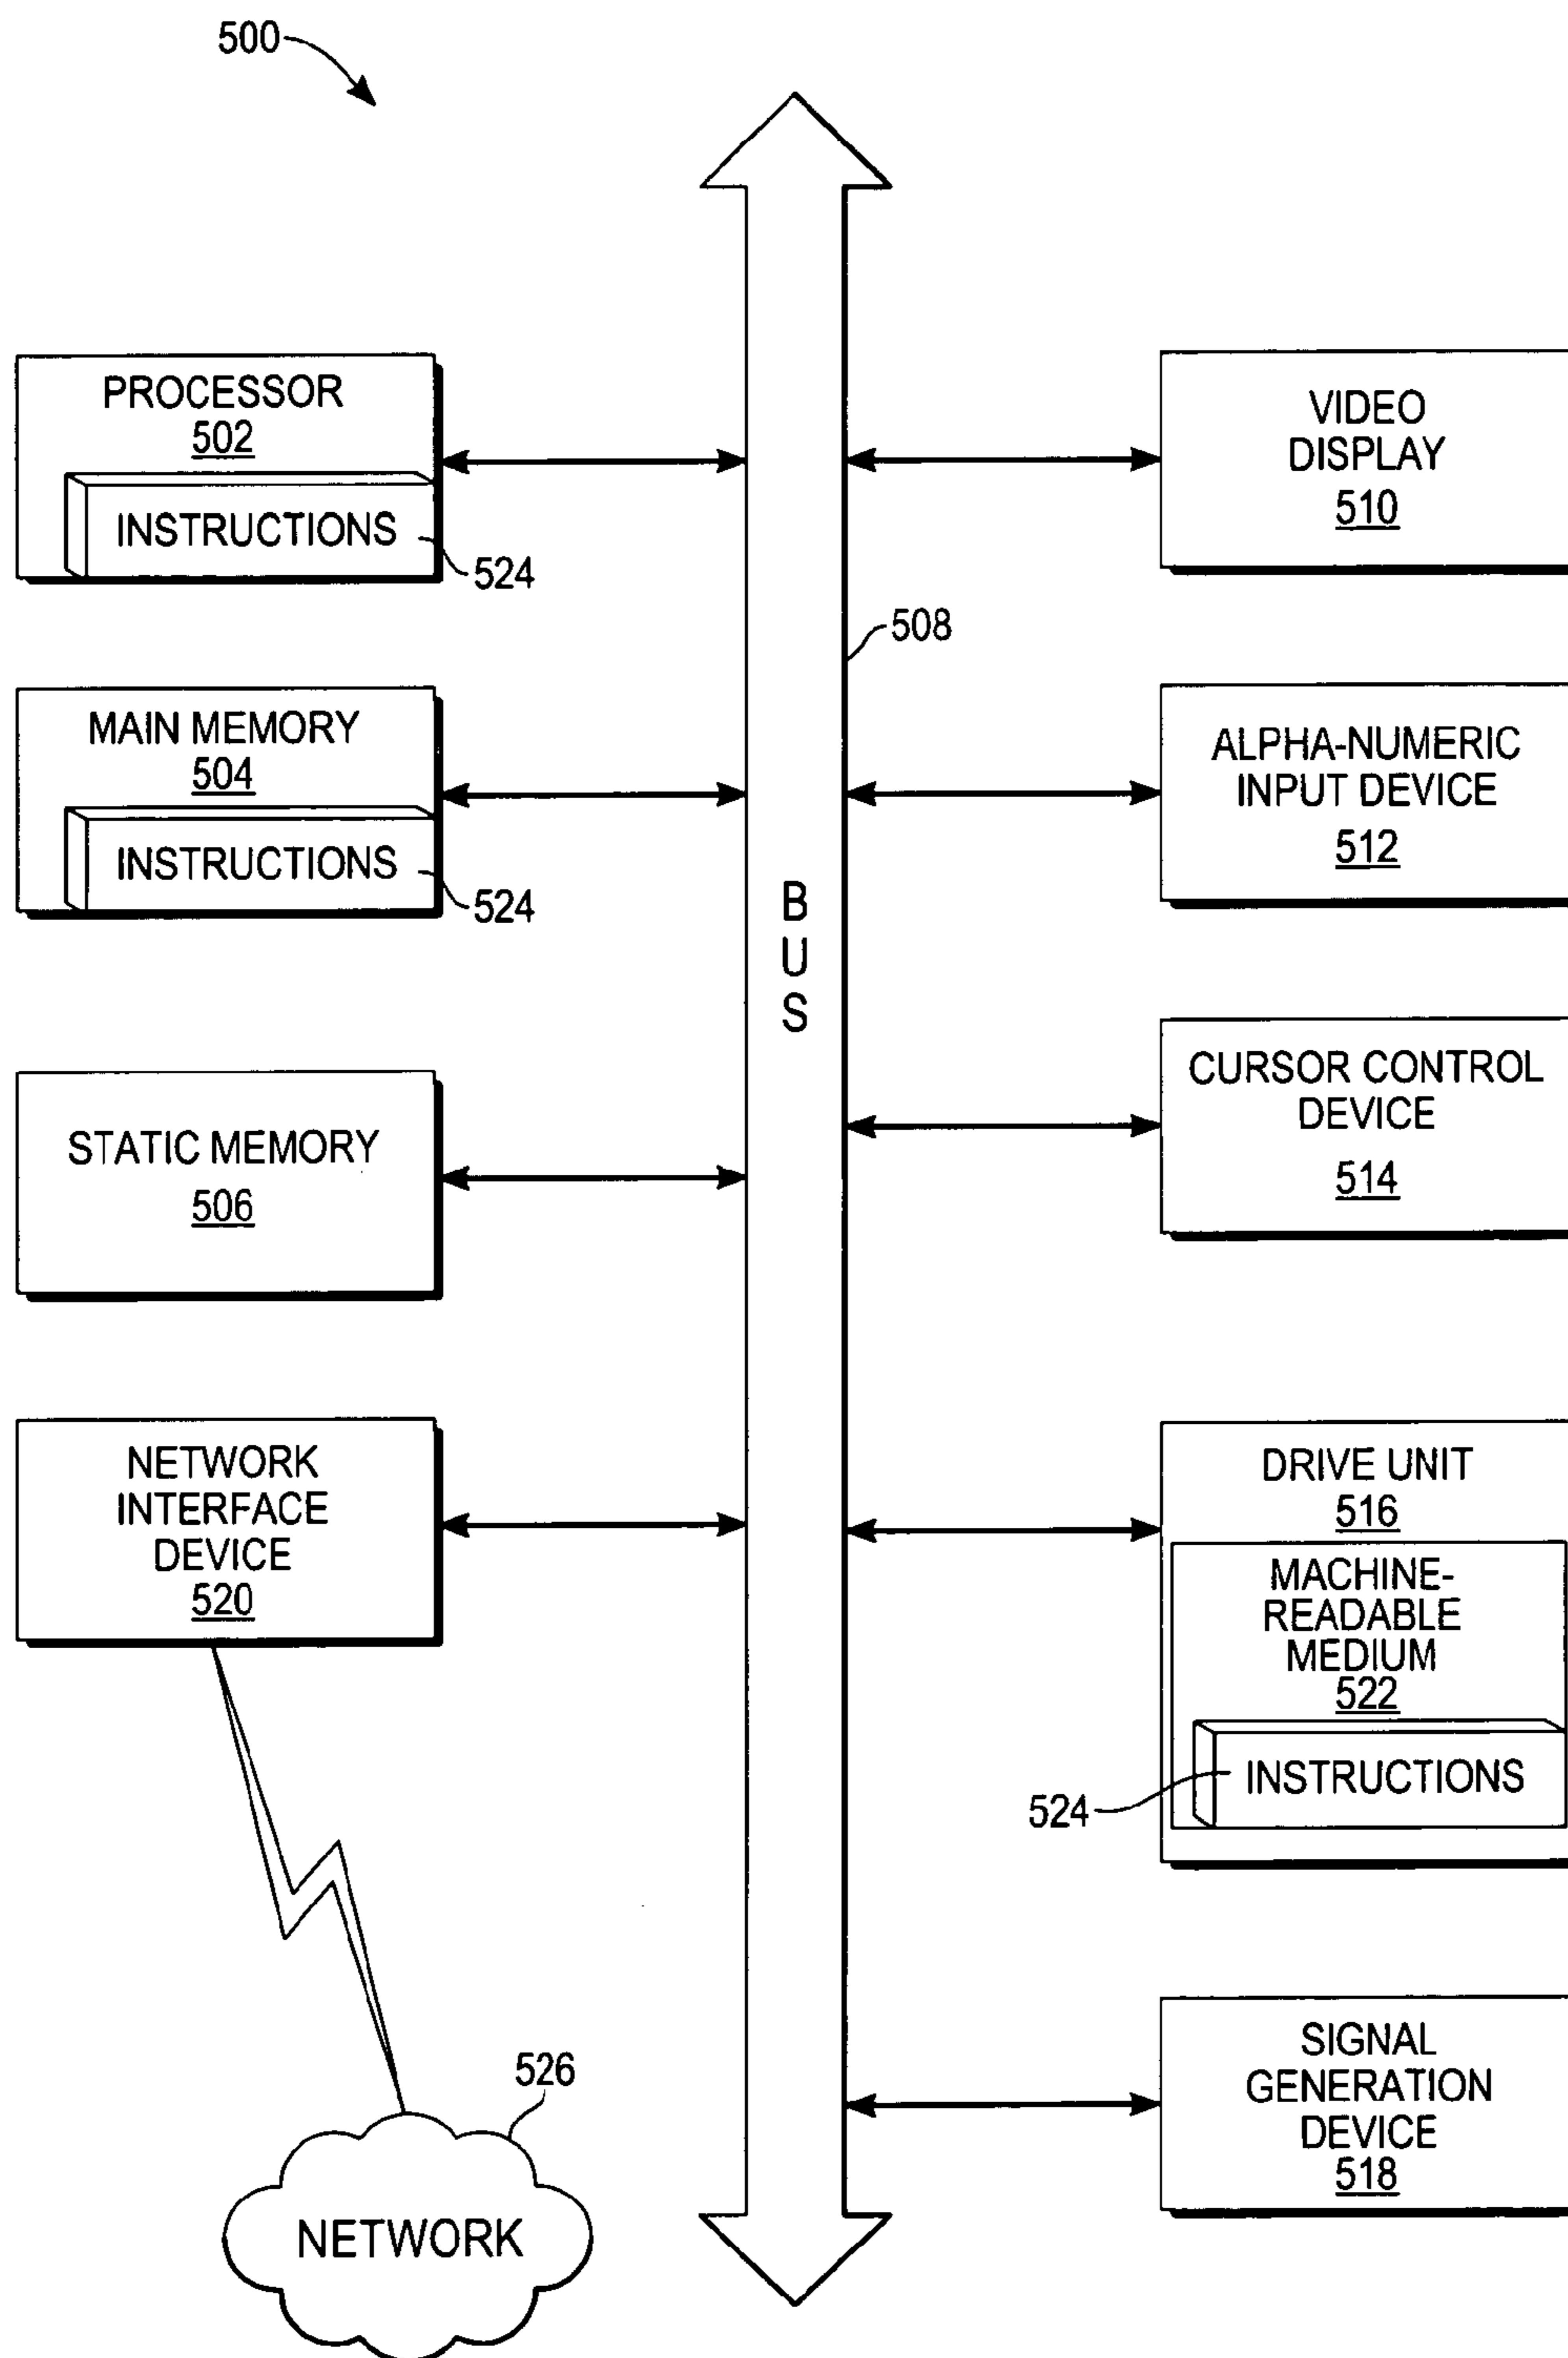 500
PROCESSOR
502
INSTRUCTIONS
524
MAIN MEMORY
504
INSTRUCTIONS
524
STATIC MEMORY
506
NETWORK
INTERFACE
DEVICE
520
526
NETWORK
508
B
U
S
VIDEO
DISPLAY
510
ALPHA-NUMERIC
INPUT DEVICE
512
CURSOR CONTROL
DEVICE
514
DRIVE UNIT
516
MACHINE-
READABLE
MEDIUM
522
INSTRUCTIONS
524
SIGNAL
GENERATION
DEVICE
518